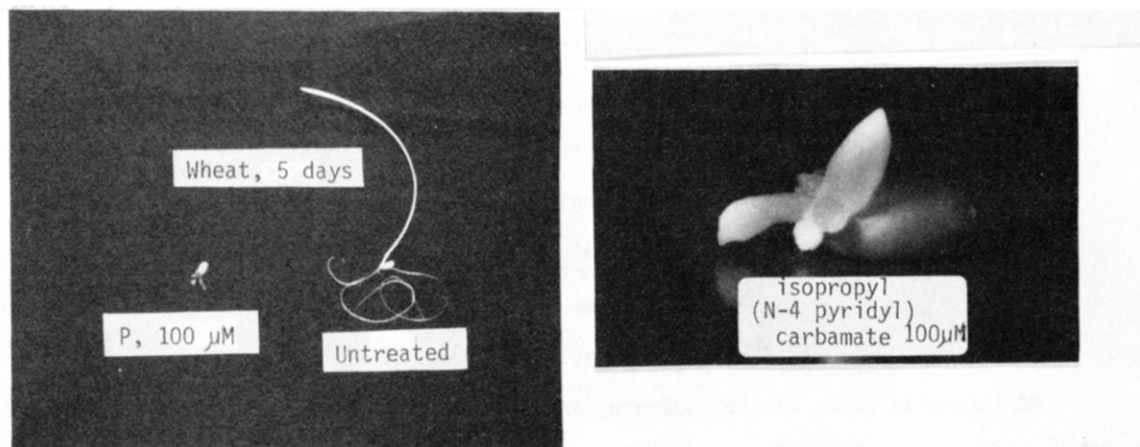 Wheat, 5 days
P, 100 µM
Untreated
isopropyl
(N-4 pyridyl)
carbamate 100µM